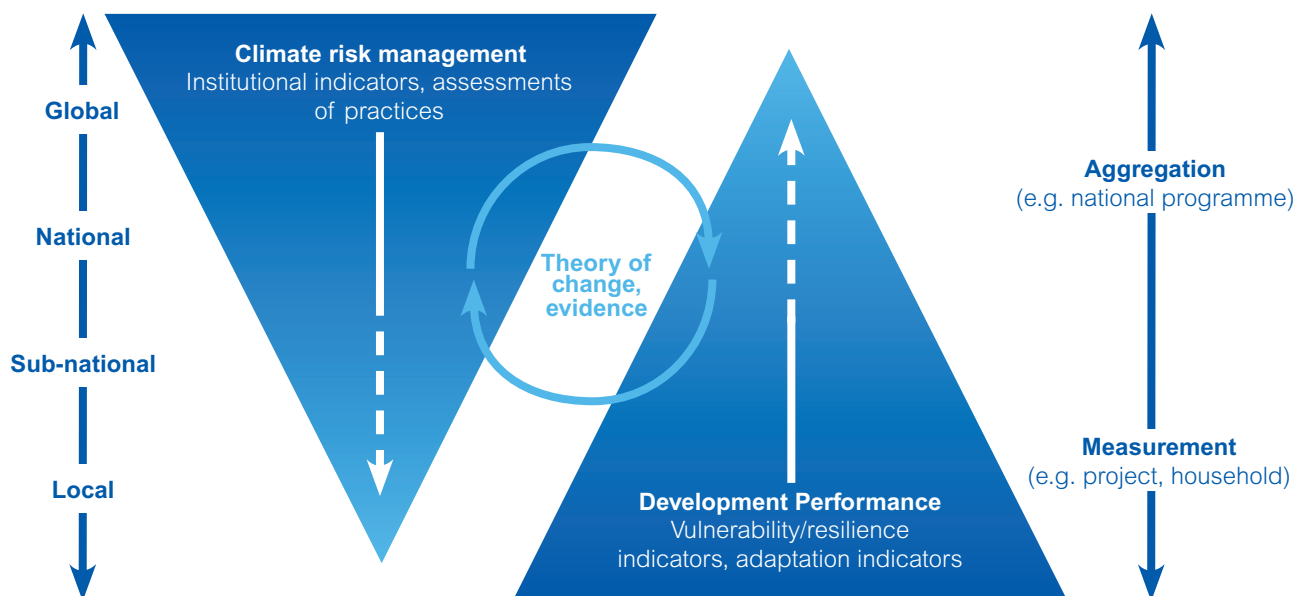 Climate risk management
Institutional indicators, assessments
of practices
Global
National
Sub-national
Local
Theory of
change,
evidence
Development Performance
Vulnerability/resilience
indicators, adaptation indicators
Aggregation
(e.g. national programme)
Measurement
(e.g. project, household)